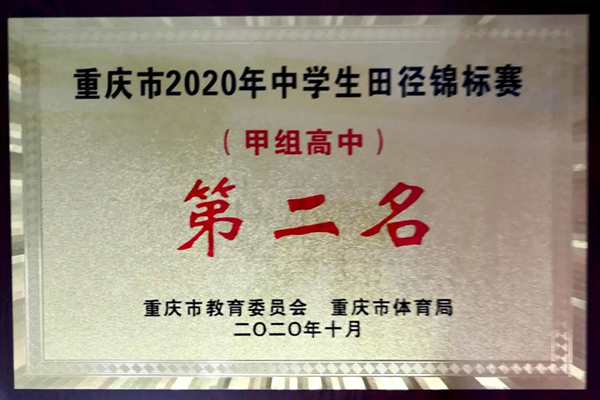 重庆市2020年中学生田径锦标赛
（甲组高中）
第二名
重庆市教育委员会 重庆市体育局
二〇二〇年十月